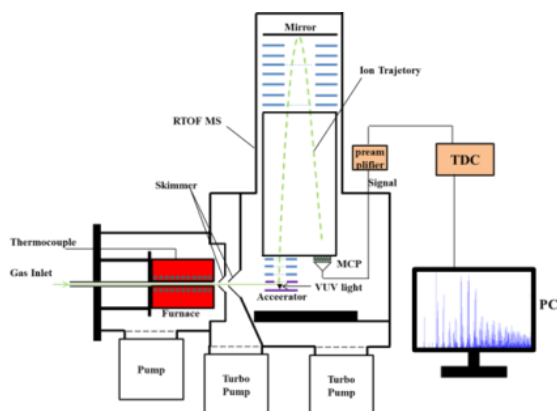 Mirror
Ion Trajetory
RTOF MS
pream
plifier
TDC
Signal
Skimmer
Thermocouple
MCP
Gas Inlet
VUV light
Acceerator
Furnace
PC
Pump
Turbo
Pump
Turbo
Pump